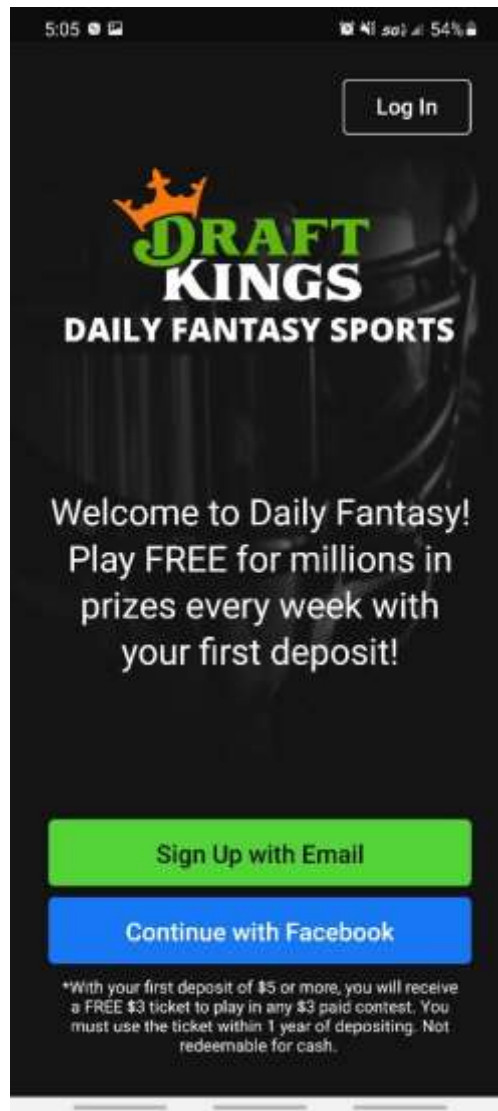 5:05
54%
Log In
DRAFT
KINGS
DAILY FANTASY SPORTS
Welcome to Daily Fantasy!
Play FREE for millions in
prizes every week with
your first deposit!
Sign Up with Email
Continue with Facebook
*With your first deposit of $5 or more, you will receive
a FREE $3 ticket to play in any $3 paid contest. You
must use the ticket within 1 year of depositing. Not
redeemable for cash.